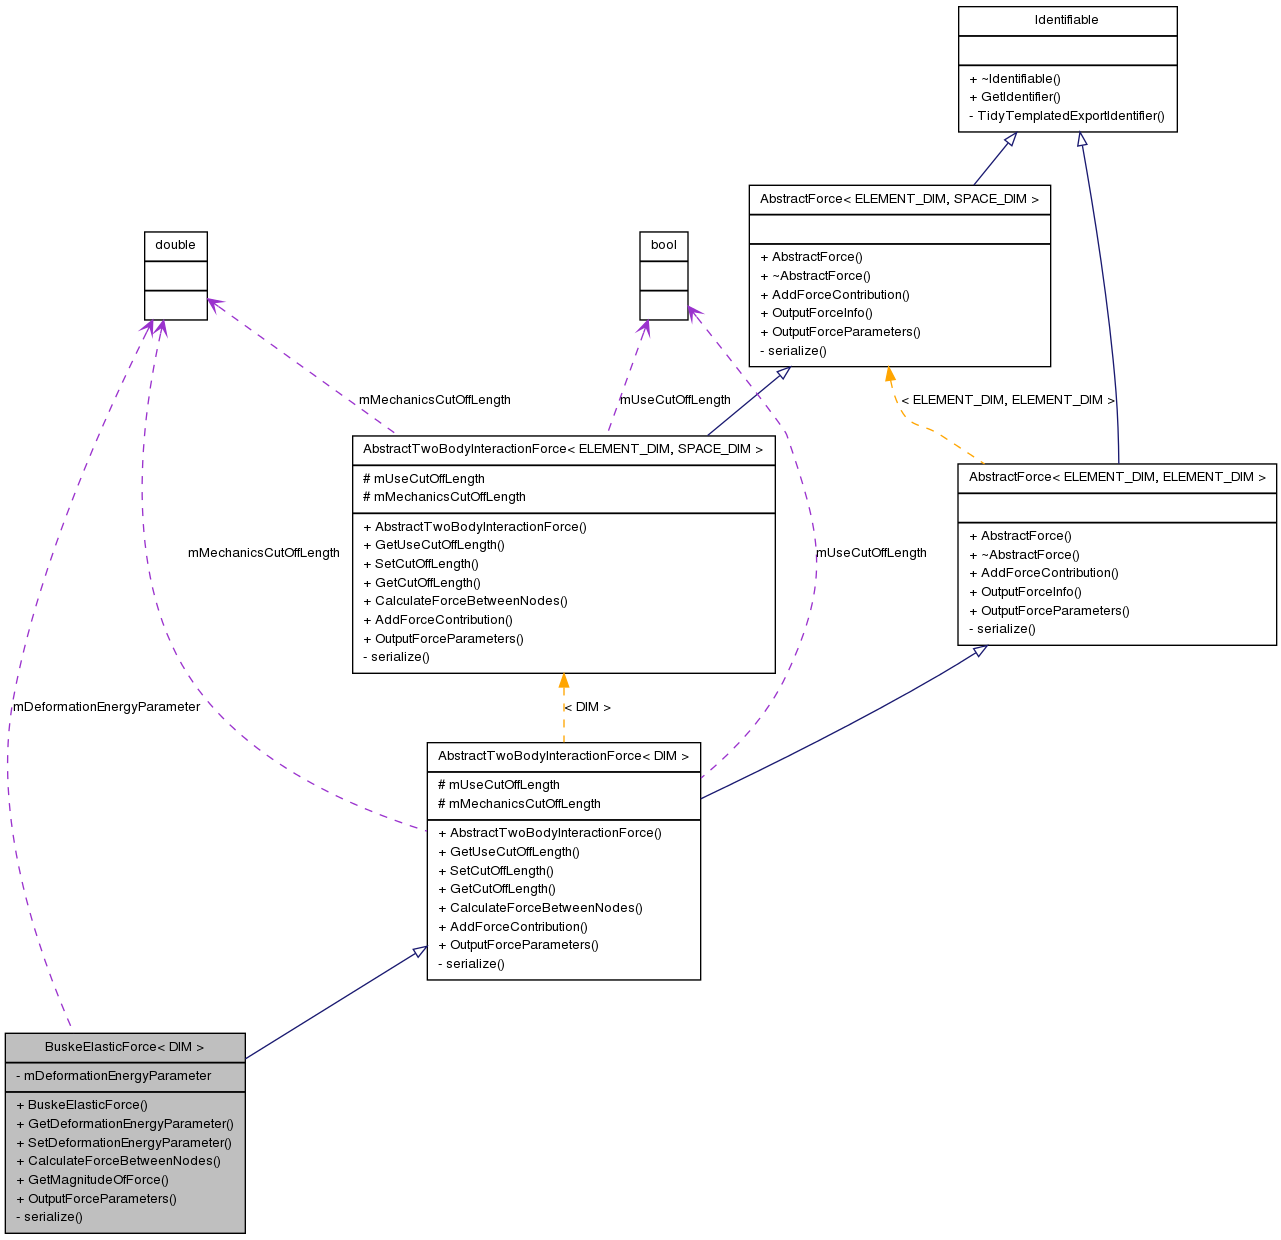 Identifiable
+ ~Identifiable()
+ GetIdentifier()
- TidyTemplatedExportIdentifier()
AbstractForce< ELEMENT_DIM, SPACE_DIM >
+ AbstractForce()
+ ~AbstractForce()
+ AddForceContribution()
+ OutputForceInfo()
+ OutputForceParameters()
- serialize()
double
bool
mMechanicsCutOffLength
mUseCutOffLength
< ELEMENT_DIM, ELEMENT_DIM >
AbstractTwoBodyInteractionForce< ELEMENT_DIM, SPACE_DIM >
# mUseCutOffLength
# mMechanicsCutOffLength
+ AbstractTwoBodyInteractionForce()
+ GetUseCutOffLength()
+ SetCutOffLength()
+ GetCutOffLength()
+ CalculateForceBetweenNodes()
+ AddForceContribution()
+ OutputForceParameters()
- serialize()
AbstractForce< ELEMENT_DIM, ELEMENT_DIM >
+ AbstractForce()
+ ~AbstractForce()
+ AddForceContribution()
+ OutputForceInfo()
+ OutputForceParameters()
- serialize()
mMechanicsCutOffLength
mUseCutOffLength
mDeformationEnergyParameter
< DIM >
AbstractTwoBodyInteractionForce< DIM >
# mUseCutOffLength
# mMechanicsCutOffLength
+ AbstractTwoBodyInteractionForce()
+ GetUseCutOffLength()
+ SetCutOffLength()
+ GetCutOffLength()
+ CalculateForceBetweenNodes()
+ AddForceContribution()
+ OutputForceParameters()
- serialize()
BuskeElasticForce< DIM >
- mDeformationEnergyParameter
+ BuskeElasticForce()
+ GetDeformationEnergyParameter()
+ SetDeformationEnergyParameter()
+ CalculateForceBetweenNodes()
+ GetMagnitudeOfForce()
+ OutputForceParameters()
- serialize()